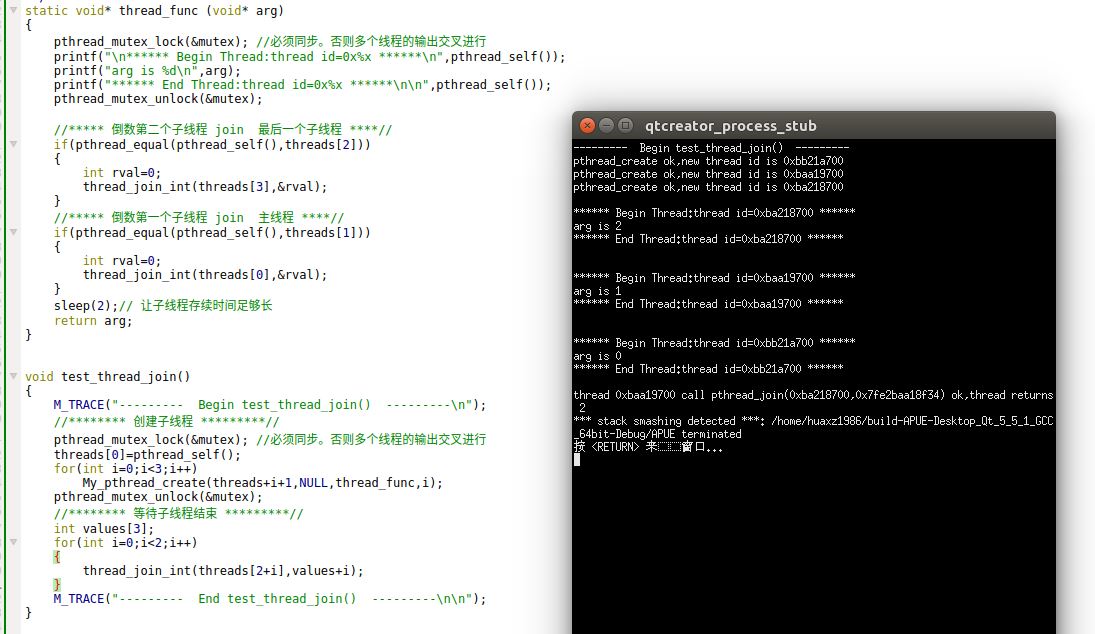 static void* thread_func (void* arg)
{
    pthread_mutex_lock(&mutex); //必须同步。否则多个线程的输出交叉进行
    printf("\n****** Begin Thread:thread id=0x%x ******\n",pthread_self());
    printf("arg is %d\n",arg);
    printf("****** End Thread:thread id=0x%x ******\n\n",pthread_self());
    pthread_mutex_unlock(&mutex);
    //***** 倒数第二个子线程 join  最后一个子线程 ****//
    if(pthread_equal(pthread_self(),threads[2]))
    {
        int rval=0;
        thread_join_int(threads[3],&rval);
    }
    //***** 倒数第一个子线程 join  主线程 ****//
    if(pthread_equal(pthread_self(),threads[1]))
    {
        int rval=0;
        thread_join_int(threads[0],&rval);
    }
    sleep(2);// 让子线程存续时间足够长
    return arg;
}
void test_thread_join()
{
    M_TRACE("---------  Begin test_thread_join()  ---------\n");
    //******** 创建子线程 *********//
    pthread_mutex_lock(&mutex); //必须同步。否则多个线程的输出交叉进行
    threads[0]=pthread_self();
    for(int i=0;i<3;i++)
        My_pthread_create(threads+i+1,NULL,thread_func,i);
    pthread_mutex_unlock(&mutex);
    //******** 等待子线程结束 *********//
    int values[3];
    for(int i=0;i<2;i++)
    {
        thread_join_int(threads[2+i],values+i);
    }
    M_TRACE("---------  End test_thread_join()  ---------\n\n");
}
qtcreator_process_stub
---------  Begin test_thread_join()  ---------
pthread_create ok,new thread id is 0xbb21a700
pthread_create ok,new thread id is 0xbaa19700
pthread_create ok,new thread id is 0xba218700
****** Begin Thread:thread id=0xba218700 ******
arg is 2
****** End Thread:thread id=0xba218700 ******
****** Begin Thread:thread id=0xbaa19700 ******
arg is 1
****** End Thread:thread id=0xbaa19700 ******
****** Begin Thread:thread id=0xbb21a700 ******
arg is 0
****** End Thread:thread id=0xbb21a700 ******
thread 0xbaa19700 call pthread_join(0xba218700,0x7fe2baa18f34) ok,thread returns
 2
*** stack smashing detected ***: /home/huaxz1986/build-APUE-Desktop_Qt_5_5_1_GCC
_64bit-Debug/APUE terminated
按 <RETURN> 来窗口...